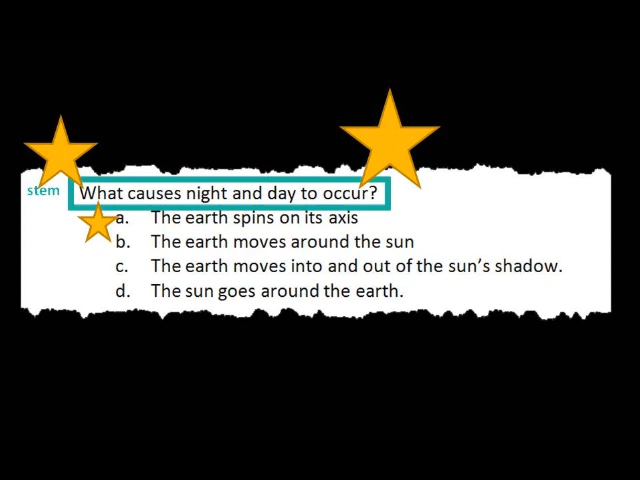 stem
What causes night and day to occur?
a. The earth spins on its axis
b. The earth moves around the sun
c. The earth moves into and out of the sun's shadow.
d. The sun goes around the earth.